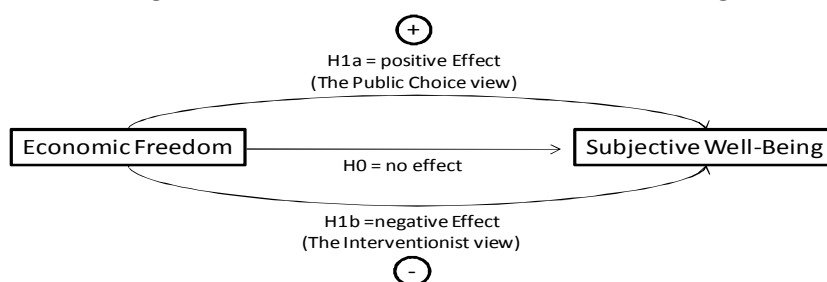 +
H1a = positive Effect
(The Public Choice view)
Economic Freedom
Subjective Well-Being
H0 = no effect
H1b =negative Effect
(The Interventionist view)
-